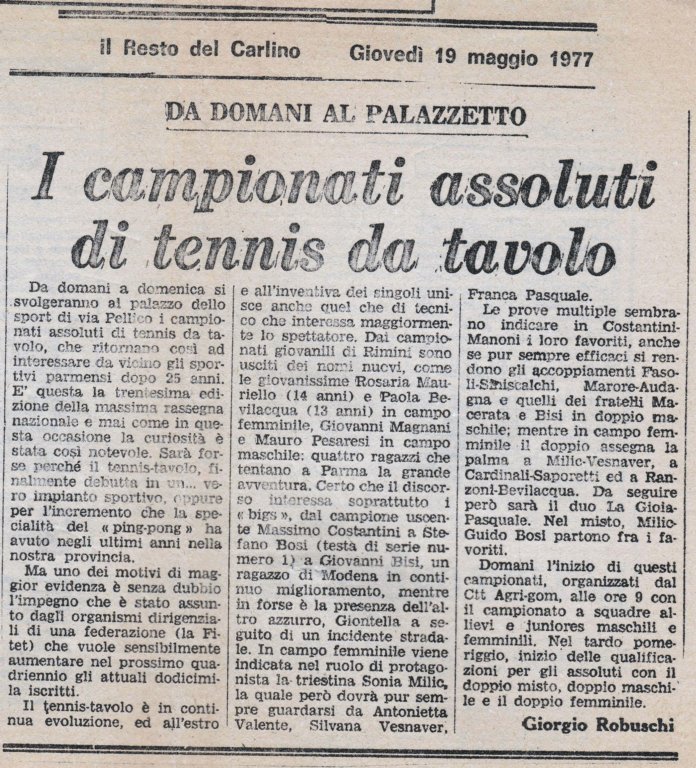 il Resto del Carlino Giovedì 19 maggio 1977
DA DOMANI AL PALAZZETTO
I campionati assoluti
di tennis da tavolo
Da domani a domenica si
svolgeranno al palazzo dello
sport di via Pellico i campio-
nati assoluti di tennis da ta-
volo, che ritornano così ad
interessare da vicino gli spor-
tivi parmensi dopo 25 anni.
E' questa la trentesima edi-
zione della massima rassegna
nazionale e mai come in que-
sta occasione la curiosità è
stata così notevole. Sarà for-
se perché il tennis-tavolo, fi-
nalmente debutta in un... ve-
ro impianto sportivo, oppure
per l'incremento che la spe-
cialità del « ping-pong » ha
avuto negli ultimi anni nella
nostra provincia.
Ma uno dei motivi di mag-
gior evidenza è senza dubbio
l'impegno che è stato assun-
to dagli organismi dirigenzia-
li di una federazione (la Fi-
tet) che vuole sensibilmente
aumentare nel prossimo qua-
driennio gli attuali dodicimi-
la iscritti.
Il tennis-tavolo è in conti-
nua evoluzione, ed all'estro
e all'inventiva dei singoli uni-
sce anche quel che di tecni-
co che interessa maggiormen-
te lo spettatore. Dai campio-
nati giovanili di Rimini sono
usciti dei nomi nuovi, come
le giovanissime Rosaria Mau-
riello (14 anni) e Paola Be-
vilacqua (13 anni) in campo
femminile, Giovanni Magnani
e Mauro Pesaresi in campo
maschile: quattro ragazzi che
tentano a Parma la grande
avventura. Certo che il discor-
so interessa soprattutto i
« bigs », dal campione uscen-
te Massimo Costantini a Ste-
fano Bosi (testa di serie nu-
mero 1) a Giovanni Bisi, un
ragazzo di Modena in conti-
nuo miglioramento, mentre
in forse è la presenza dell'al-
tro azzurro, Giontella a se-
guito di un incidente strada-
le. In campo femminile viene
indicata nel ruolo di protago-
nista la triestina Sonia Milic,
la quale però dovrà pur sem-
pre guardarsi da Antonietta
Valente, Silvana Vesnaver,
Franca Pasquale.
Le prove multiple sembra-
no indicare in Costantini-
Manoni i loro favoriti, anche
se pur sempre efficaci si ren-
dono gli accoppiamenti Faso-
li-Siniscalchi, Marore-Auda-
gna e quelli dei fratelli Ma-
cerata e Bisi in doppio ma-
schile; mentre in campo fem-
minile il doppio assegna la
palma a Milic-Vesnaver, a
Cardinali-Saporetti ed a Ran-
zoni-Bevilacqua. Da seguire
però sarà il duo La Gioia-
Pasquale. Nel misto, Milic-
Guido Bosi partono fra i fa-
voriti.
Domani l'inizio di questi
campionati, organizzati dal
Ctt Agri-gom, alle ore 9 con
il campionato a squadre al-
lievi e juniores maschili e
femminili. Nel tardo pome-
riggio, inizio delle qualifica-
zioni per gli assoluti con il
doppio misto, doppio maschi-
le e il doppio femminile.
Giorgio Robuschi